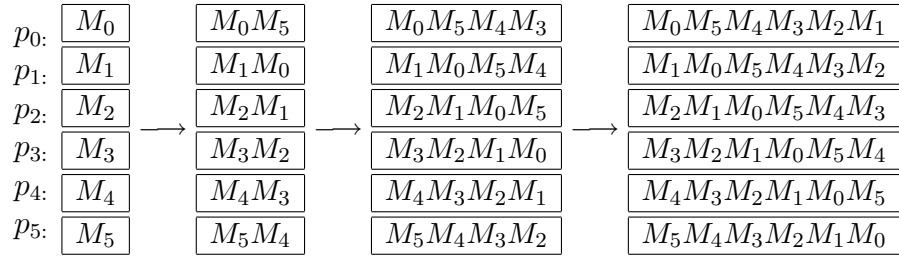 p₀: M₀ → M₀M₅ → M₀M₅M₄M₃ → M₀M₅M₄M₃M₂M₁
p₁: M₁ M₁M₀ M₁M₀M₅M₄ M₁M₀M₅M₄M₃M₂
p₂: M₂ M₂M₁ M₂M₁M₀M₅ M₂M₁M₀M₅M₄M₃
p₃: M₃ M₃M₂ M₃M₂M₁M₀ M₃M₂M₁M₀M₅M₄
p₄: M₄ M₄M₃ M₄M₃M₂M₁ M₄M₃M₂M₁M₀M₅
p₅: M₅ M₅M₄ M₅M₄M₃M₂ M₅M₄M₃M₂M₁M₀